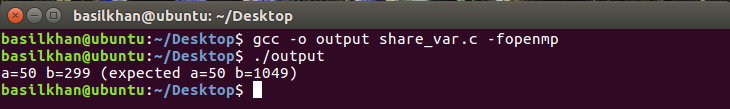 basilkhan@ubuntu: ~/Desktop
basilkhan@ubuntu:~/Desktop$ gcc -o output share_var.c -fopenmp
basilkhan@ubuntu:~/Desktop$ ./output
a=50 b=299 (expected a=50 b=1049)
basilkhan@ubuntu:~/Desktop$